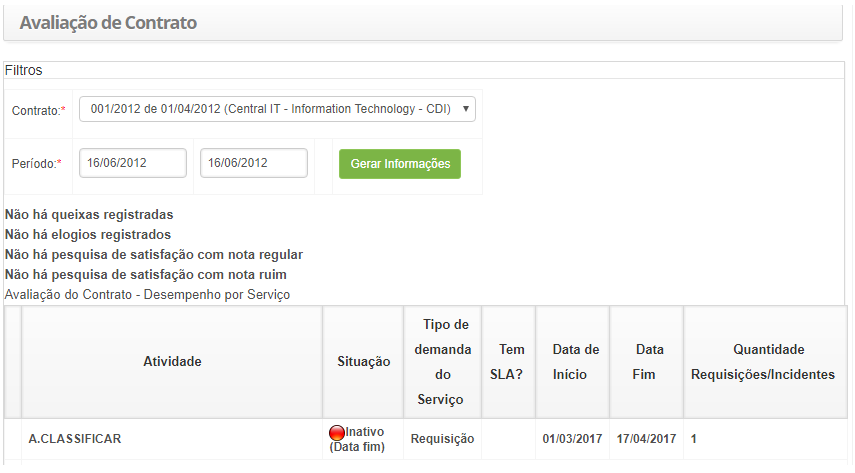 Avaliação de Contrato
Filtros
Contrato:* 001/2012 de 01/04/2012 (Central IT - Information Technology - CDI)
Período:* 16/06/2012 16/06/2012 Gerar Informações
Não há queixas registradas
Não há elogios registrados
Não há pesquisa de satisfação com nota regular
Não há pesquisa de satisfação com nota ruim
Avaliação do Contrato - Desempenho por Serviço
Atividade
Situação
Tipo de
demanda
do
Serviço
Tem
SLA?
Data de
Início
Data
Fim
Quantidade
Requisições/Incidentes
A.CLASSIFICAR
Inativo
(Data fim)
Requisição
01/03/2017
17/04/2017
1